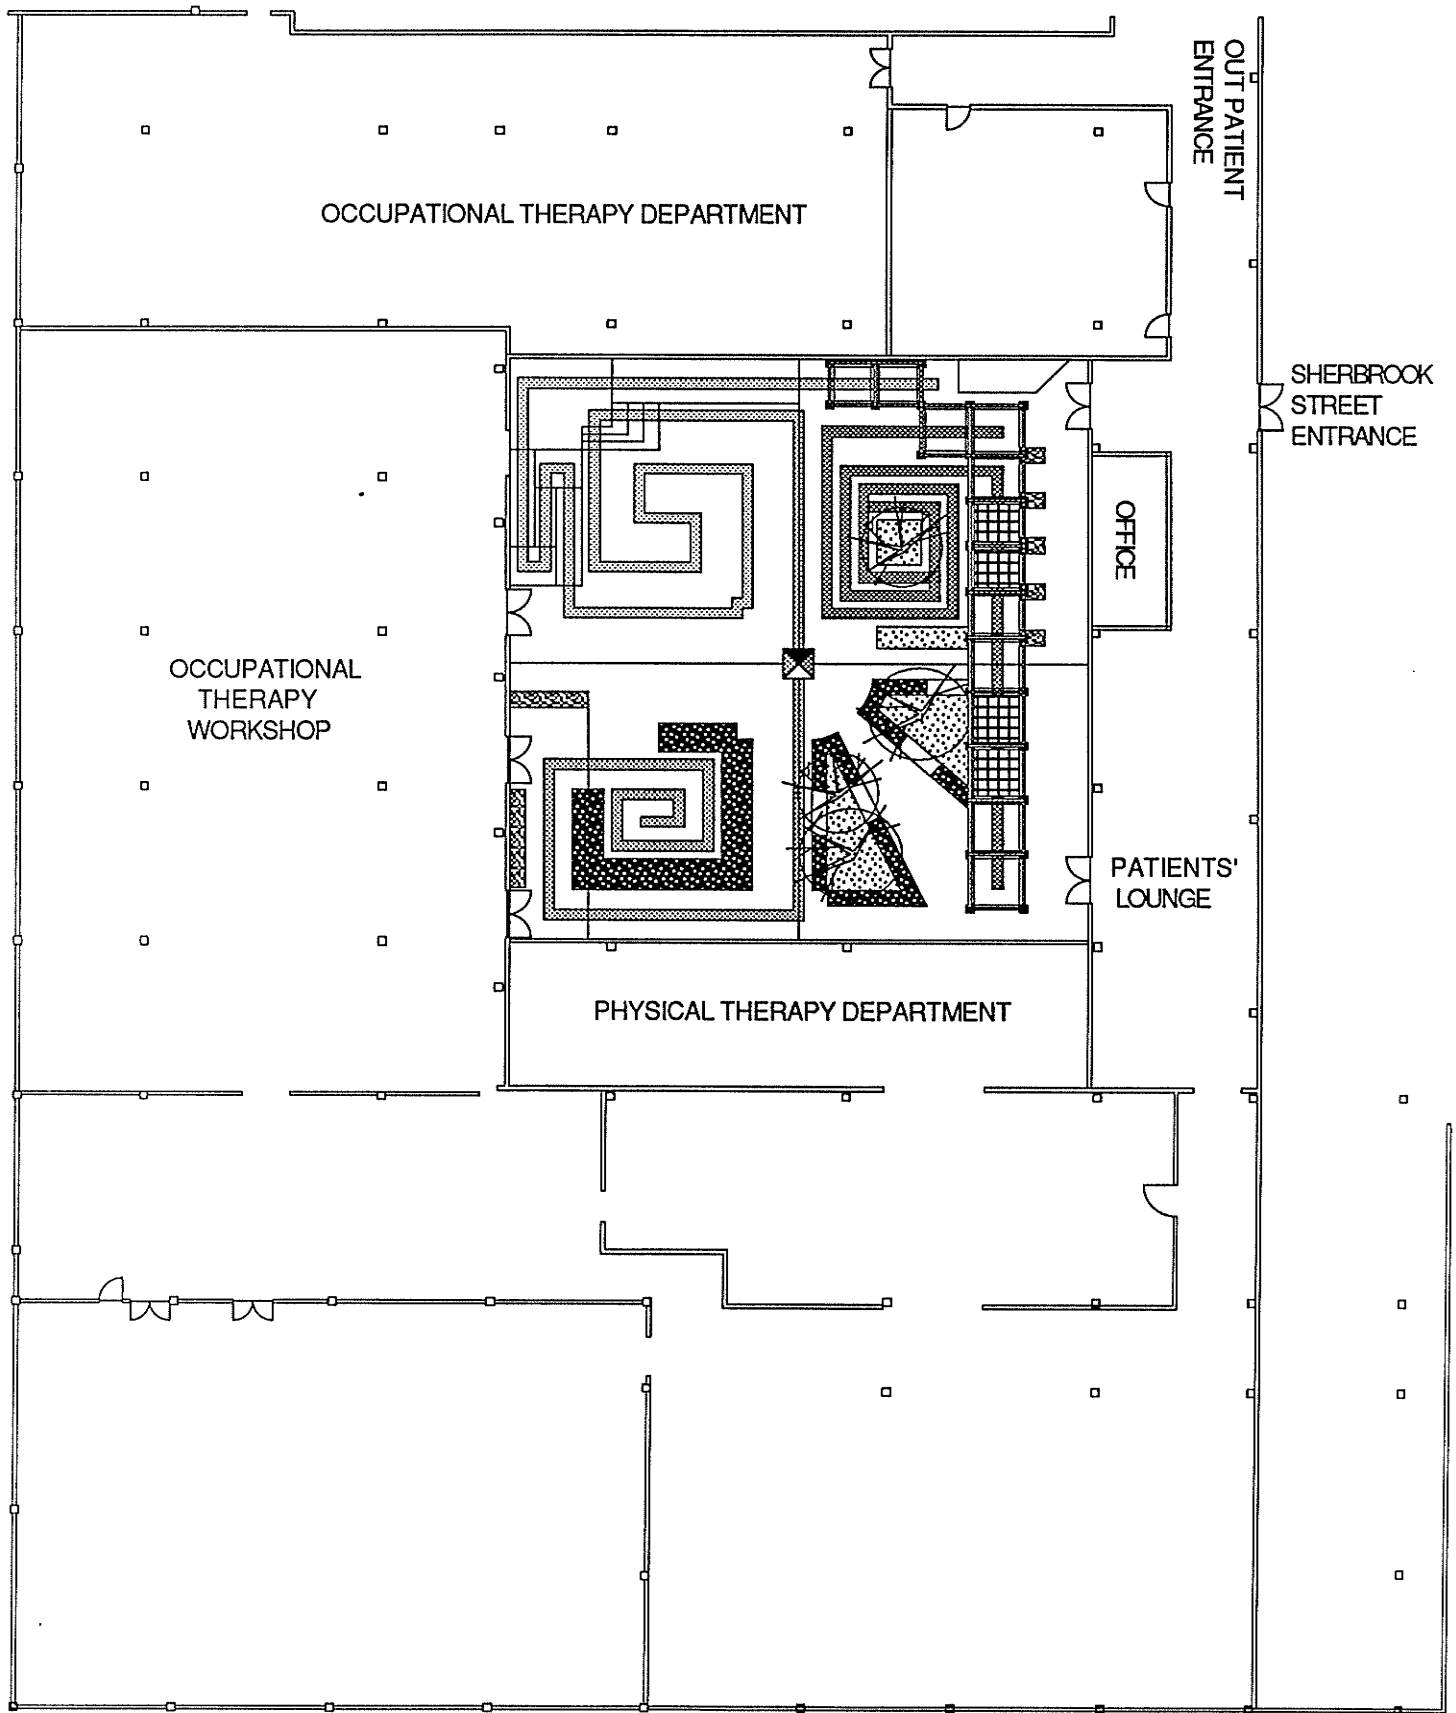 OUT PATIENT
ENTRANCE
OCCUPATIONAL THERAPY DEPARTMENT
SHERBROOK
STREET
ENTRANCE
OFFICE
OCCUPATIONAL
THERAPY
WORKSHOP
PATIENTS'
LOUNGE
PHYSICAL THERAPY DEPARTMENT